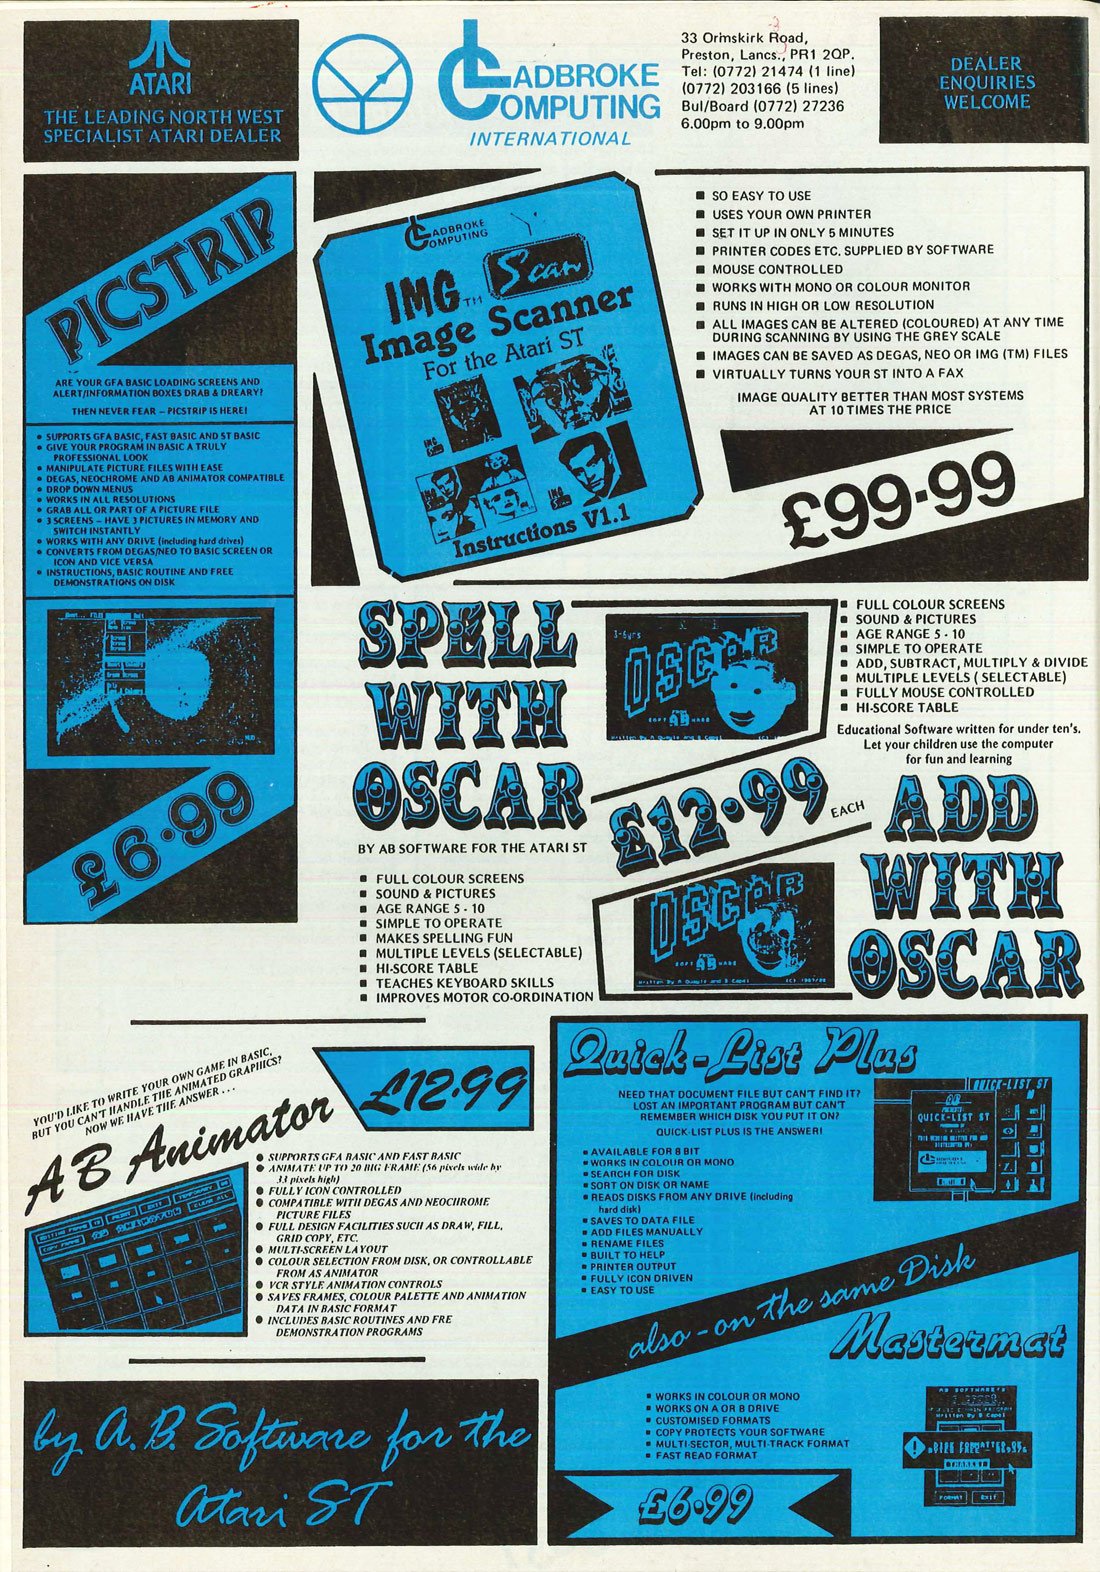 ATARI
THE LEADING NORTH WEST
SPECIALIST ATARI DEALER
LADBROKE
COMPUTING
INTERNATIONAL
33 Ormskirk Road,
Preston, Lancs., PR1 2QP.
Tel: (0772) 21474 (1 line)
(0772) 203166 (5 lines)
Bul/Board (0772) 27236
6.00pm to 9.00pm
DEALER
ENQUIRIES
WELCOME
PICSTRIP
ARE YOUR GFA BASIC LOADING SCREENS AND
ALERT/INFORMATION BOXES DRAB & DREARY?
THEN NEVER FEAR – PICSTRIP IS HERE!
• SUPPORTS GFA BASIC, FAST BASIC AND ST BASIC
• GIVE YOUR PROGRAM IN BASIC A TRULY
PROFESSIONAL LOOK
• MANIPULATE PICTURE FILES WITH EASE
• DEGAS, NEOCHROME AND AB ANIMATOR COMPATIBLE
• DROP DOWN MENUS
• WORKS IN ALL RESOLUTIONS
• GRAB ALL OR PART OF A PICTURE FILE
• 3 SCREENS – HAVE 3 PICTURES IN MEMORY AND
SWITCH INSTANTLY
• WORKS WITH ANY DRIVE (including hard drives)
• CONVERTS FROM DEGAS/NEO TO BASIC SCREEN OR
ICON AND VICE VERSA
• INSTRUCTIONS, BASIC ROUTINE AND FREE
DEMONSTRATIONS ON DISK
£6·99
LADBROKE
COMPUTING
IMG TM Scan
Image Scanner
For the Atari ST
Instructions V1.1
■ SO EASY TO USE
■ USES YOUR OWN PRINTER
■ SET IT UP IN ONLY 5 MINUTES
■ PRINTER CODES ETC. SUPPLIED BY SOFTWARE
■ MOUSE CONTROLLED
■ WORKS WITH MONO OR COLOUR MONITOR
■ RUNS IN HIGH OR LOW RESOLUTION
■ ALL IMAGES CAN BE ALTERED (COLOURED) AT ANY TIME
DURING SCANNING BY USING THE GREY SCALE
■ IMAGES CAN BE SAVED AS DEGAS, NEO OR IMG (TM) FILES
■ VIRTUALLY TURNS YOUR ST INTO A FAX
IMAGE QUALITY BETTER THAN MOST SYSTEMS
AT 10 TIMES THE PRICE
£99·99
SPELL
WITH
OSCAR
BY AB SOFTWARE FOR THE ATARI ST
■ FULL COLOUR SCREENS
■ SOUND & PICTURES
■ AGE RANGE 5 - 10
■ SIMPLE TO OPERATE
■ MAKES SPELLING FUN
■ MULTIPLE LEVELS (SELECTABLE)
■ HI-SCORE TABLE
■ TEACHES KEYBOARD SKILLS
■ IMPROVES MOTOR CO-ORDINATION
3-6yrs
OSCAR
£12·99 EACH
OSCAR
■ FULL COLOUR SCREENS
■ SOUND & PICTURES
■ AGE RANGE 5 - 10
■ SIMPLE TO OPERATE
■ ADD, SUBTRACT, MULTIPLY & DIVIDE
■ MULTIPLE LEVELS ( SELECTABLE)
■ FULLY MOUSE CONTROLLED
■ HI-SCORE TABLE
Educational Software written for under ten's.
Let your children use the computer
for fun and learning
ADD
WITH
OSCAR
YOU'D LIKE TO WRITE YOUR OWN GAME IN BASIC,
BUT YOU CAN'T HANDLE THE ANIMATED GRAPHICS?
NOW WE HAVE THE ANSWER . . .
£12.99
AB Animator
● SUPPORTS GFA BASIC AND FAST BASIC
● ANIMATE UP TO 20 BIG FRAME (56 pixels wide by
33 pixels high)
● FULLY ICON CONTROLLED
● COMPATIBLE WITH DEGAS AND NEOCHROME
PICTURE FILES
● FULL DESIGN FACILITIES SUCH AS DRAW, FILL,
GRID COPY, ETC.
● MULTI-SCREEN LAYOUT
● COLOUR SELECTION FROM DISK, OR CONTROLLABLE
FROM AS ANIMATOR
● VCR STYLE ANIMATION CONTROLS
● SAVES FRAMES, COLOUR PALETTE AND ANIMATION
DATA IN BASIC FORMAT
● INCLUDES BASIC ROUTINES AND FRE
DEMONSTRATION PROGRAMS
by A.B. Software for the
Atari ST
Quick-List Plus
NEED THAT DOCUMENT FILE BUT CAN'T FIND IT?
LOST AN IMPORTANT PROGRAM BUT CAN'T
REMEMBER WHICH DISK YOU PUT IT ON?
QUICK-LIST PLUS IS THE ANSWER!
QUICK-LIST ST
AB
QUICK-LIST ST
■ AVAILABLE FOR 8 BIT
■ WORKS IN COLOUR OR MONO
■ SEARCH FOR DISK
■ SORT ON DISK OR NAME
■ READS DISKS FROM ANY DRIVE (including
hard disk)
■ SAVES TO DATA FILE
■ ADD FILES MANUALLY
■ RENAME FILES
■ BUILT TO HELP
■ PRINTER OUTPUT
■ FULLY ICON DRIVEN
■ EASY TO USE
also - on the same Disk
Mastermat
■ WORKS IN COLOUR OR MONO
■ WORKS ON A OR B DRIVE
■ CUSTOMISED FORMATS
■ COPY PROTECTS YOUR SOFTWARE
■ MULTI-SECTOR, MULTI-TRACK FORMAT
■ FAST READ FORMAT
AB SOFTWARE'S
Written By B Capel
FORMAT EXIT
£6·99